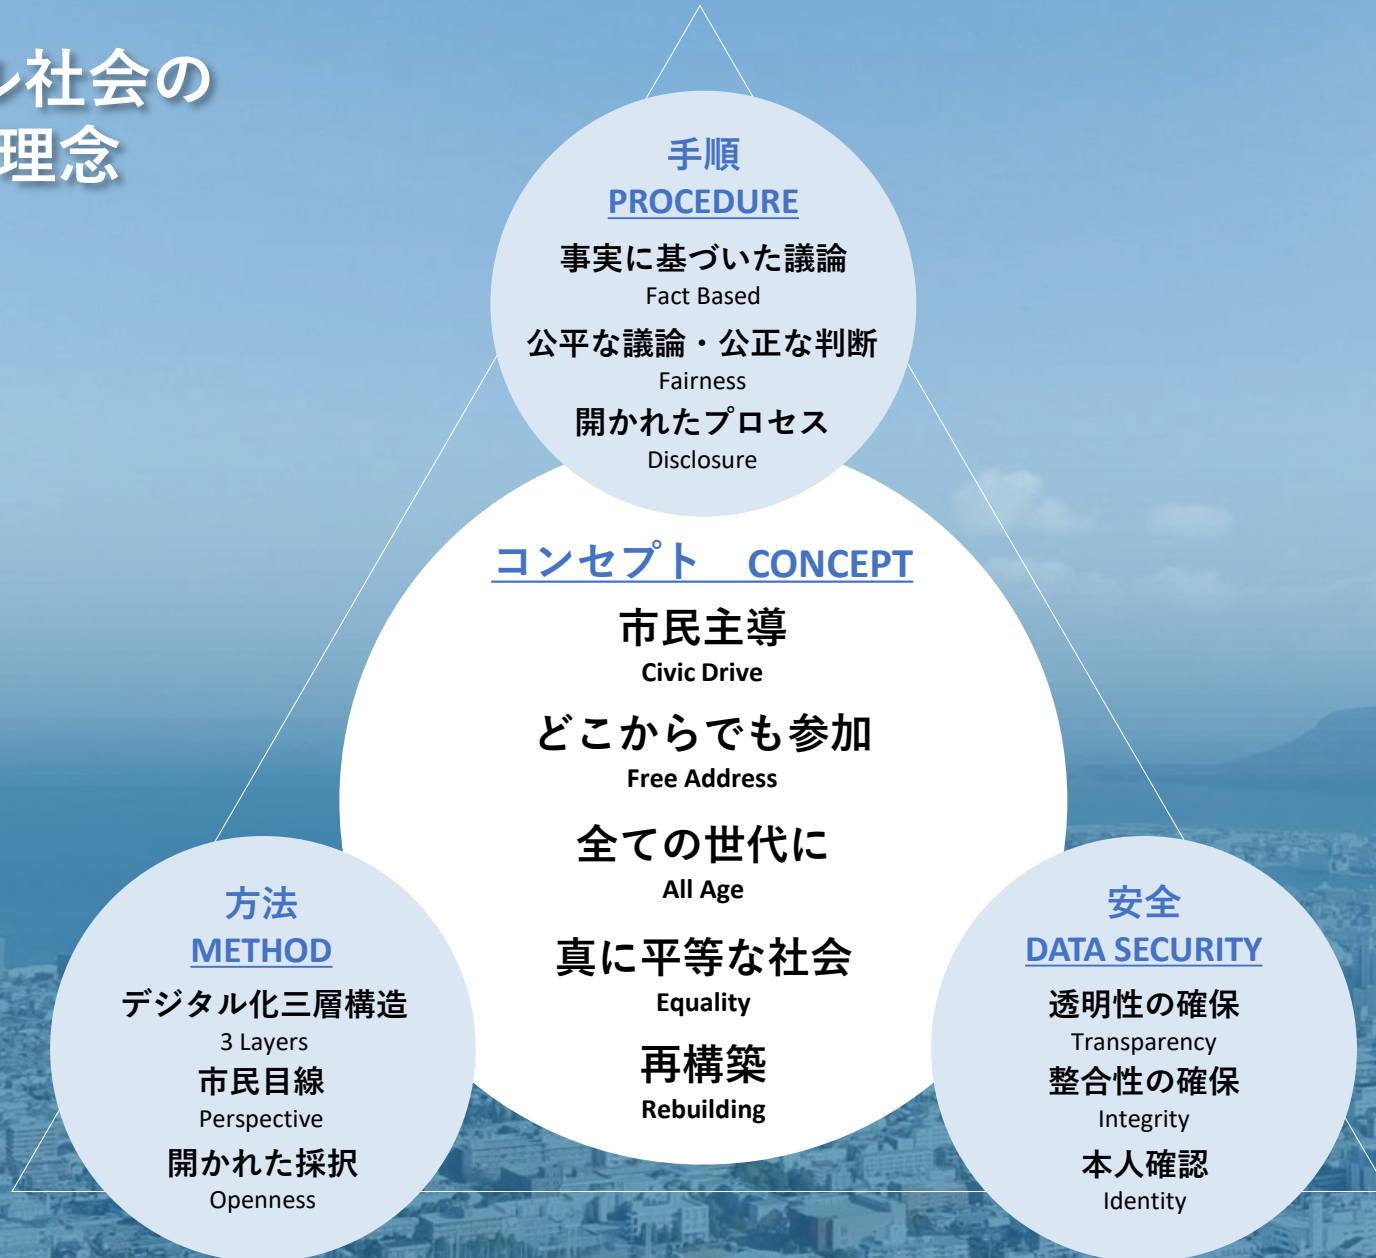 ル社会の
理念
手順
PROCEDURE
事実に基づいた議論
Fact Based
公平な議論・公正な判断
Fairness
開かれたプロセス
Disclosure
コンセプト　CONCEPT
市民主導
Civic Drive
どこからでも参加
Free Address
全ての世代に
All Age
真に平等な社会
Equality
再構築
Rebuilding
方法
METHOD
デジタル化三層構造
3 Layers
市民目線
Perspective
開かれた採択
Openness
安全
DATA SECURITY
透明性の確保
Transparency
整合性の確保
Integrity
本人確認
Identity